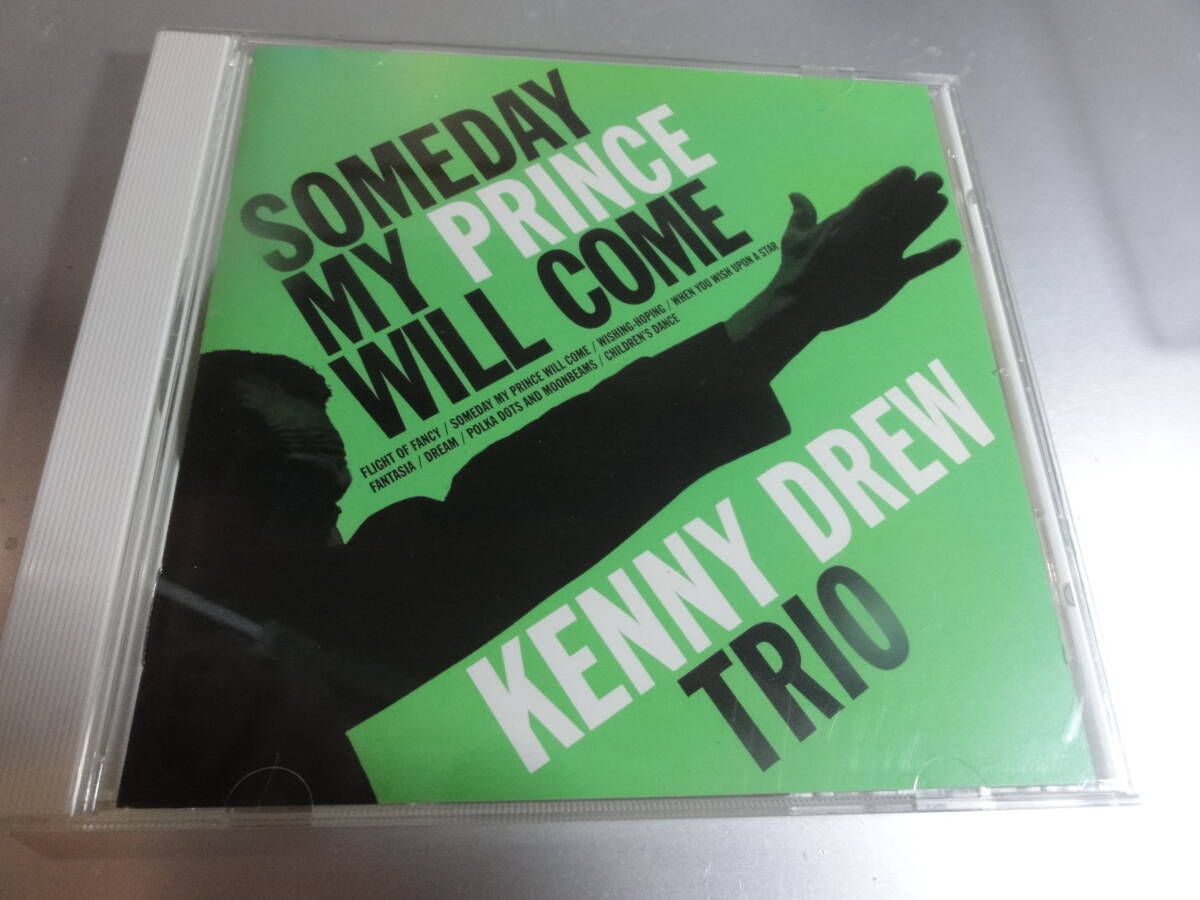 SOMEDAY
MY PRINCE
WILL COME
FLIGHT OF FANCY / SOMEDAY MY PRINCE WILL COME / WISHING-HOPING / WHEN YOU WISH UPON A STAR
FANTASIA / DREAM / POLKA DOTS AND MOONBEAMS / CHILDREN'S DANCE
KENNY DREW
TRIO